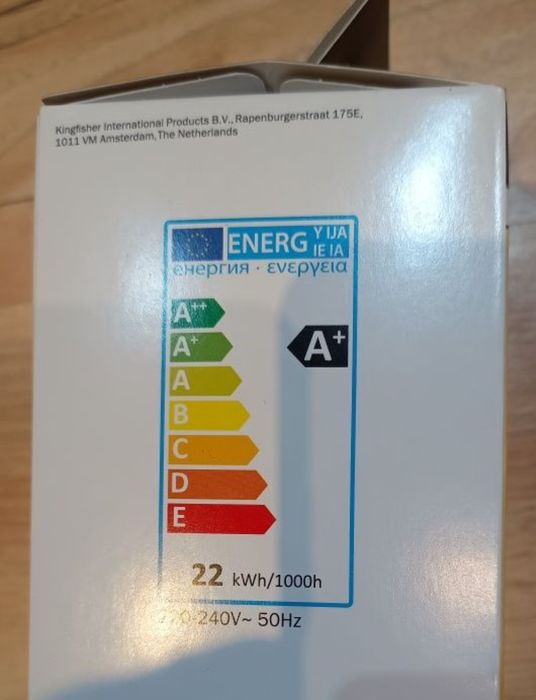 Kingfisher International Products B.V., Rapenburgerstraat 175E,
1011 VM Amsterdam, The Netherlands
ENERG Y IJA
IE IA
енергия · ενεργεια
A++
A+
A+
A
B
C
D
E
22 kWh/1000h
220-240V~ 50Hz